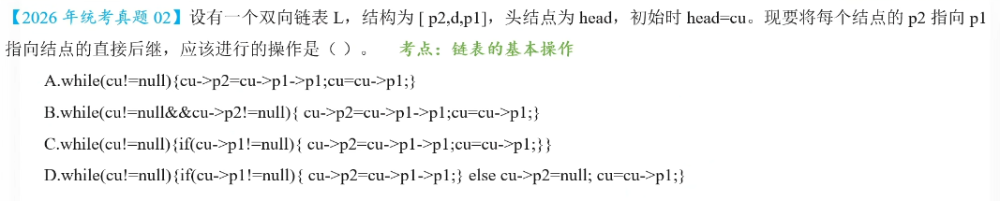 【2026 年统考真题 02】设有一个双向链表 L，结构为 [ p2,d,p1]，头结点为 head，初始时 head=cu。现要将每个结点的 p2 指向 p1
指向结点的直接后继，应该进行的操作是（ ）。 考点：链表的基本操作
A.while(cu!=null){cu->p2=cu->p1->p1;cu=cu->p1;}
B.while(cu!=null&&cu->p2!=null){ cu->p2=cu->p1->p1;cu=cu->p1;}
C.while(cu!=null){if(cu->p1!=null){ cu->p2=cu->p1->p1;cu=cu->p1;}}
D.while(cu!=null){if(cu->p1!=null){ cu->p2=cu->p1->p1;} else cu->p2=null; cu=cu->p1;}